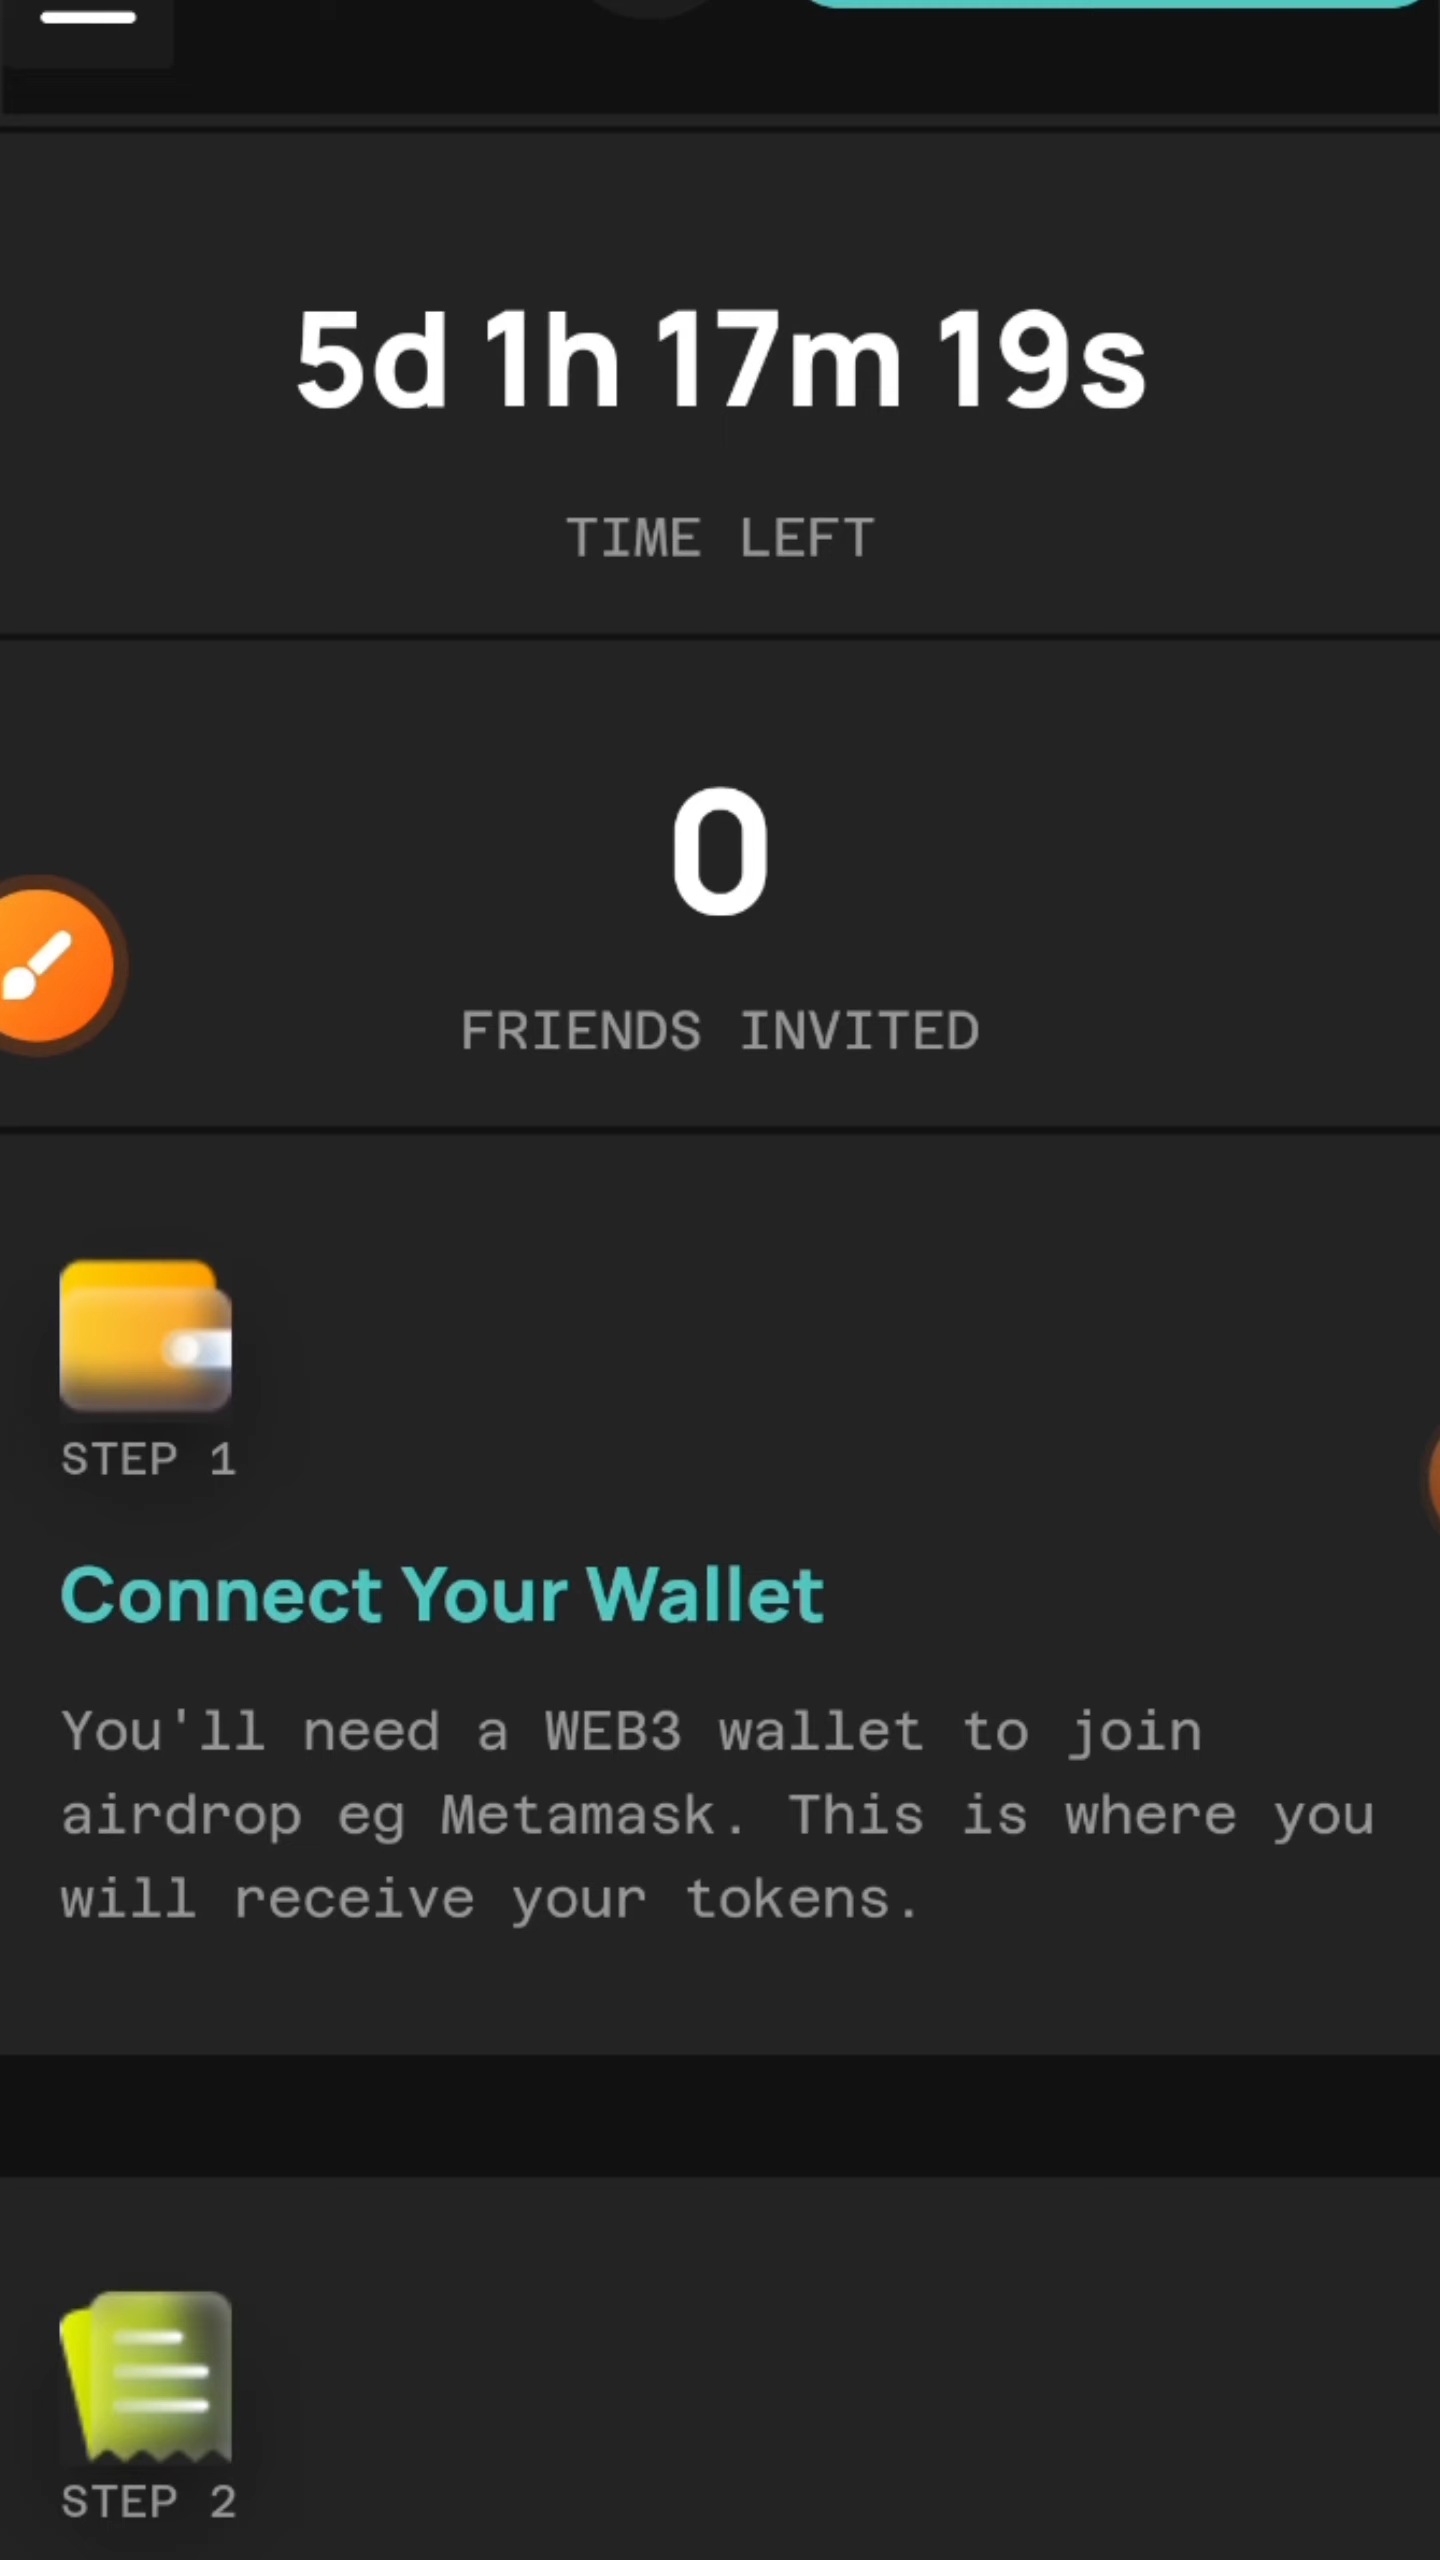 5d 1h 17m 19s
TIME LEFT
0
FRIENDS INVITED
STEP 1
Connect Your Wallet
You'll need a WEB3 wallet to join
airdrop eg Metamask. This is where you
will receive your tokens.
STEP 2